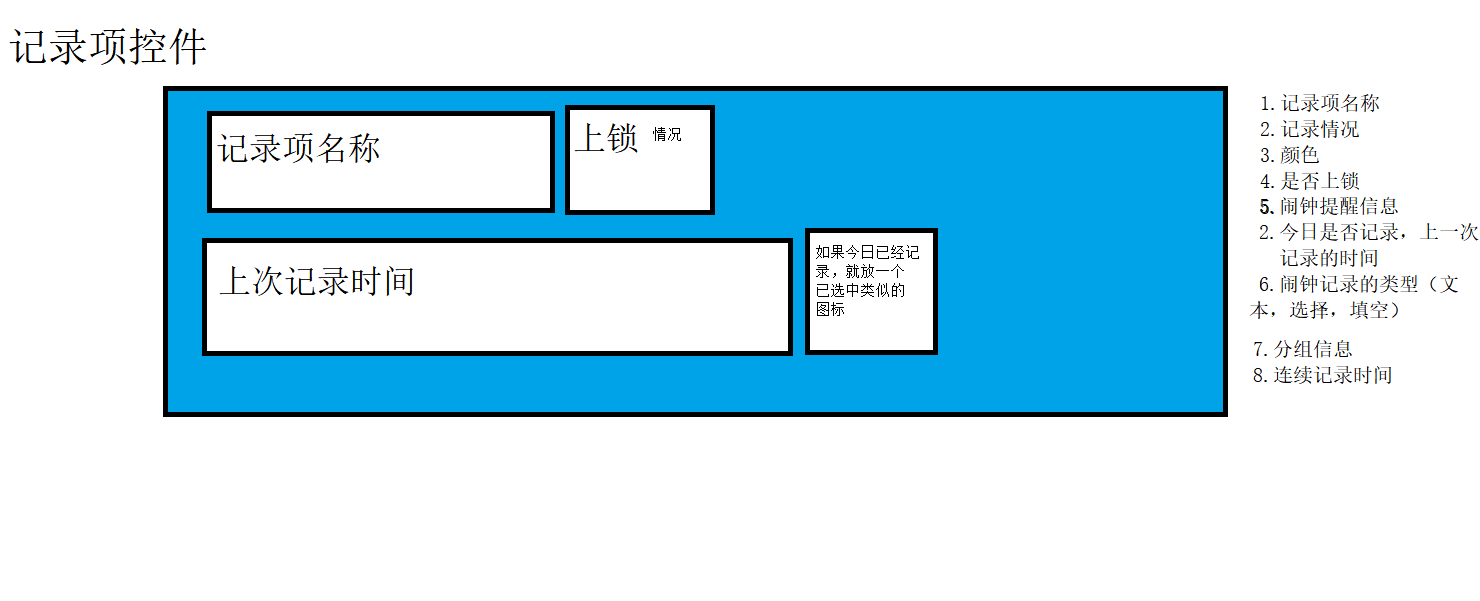 记录项控件
记录项名称
上锁 情况
上次记录时间
如果今日已经记
录，就放一个
已选中类似的
图标
1.记录项名称
2.记录情况
3.颜色
4.是否上锁
5、闹钟提醒信息
2.今日是否记录，上一次
记录的时间
6.闹钟记录的类型（文
本，选择，填空）
7.分组信息
8.连续记录时间